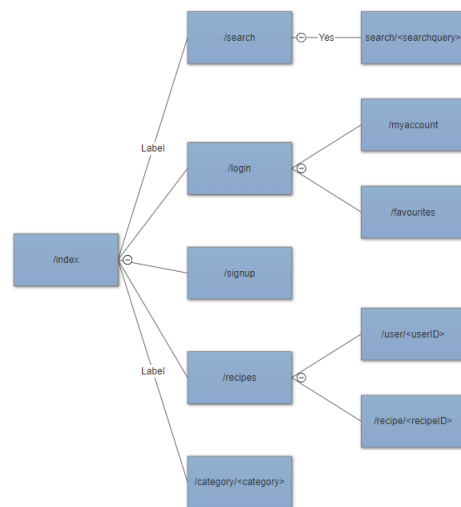 /search
Yes
search/<searchquery>
/myaccount
Label
/login
/favourites
/index
/signup
/user/<userID>
/recipes
Label
/recipe/<recipeID>
/category/<category>